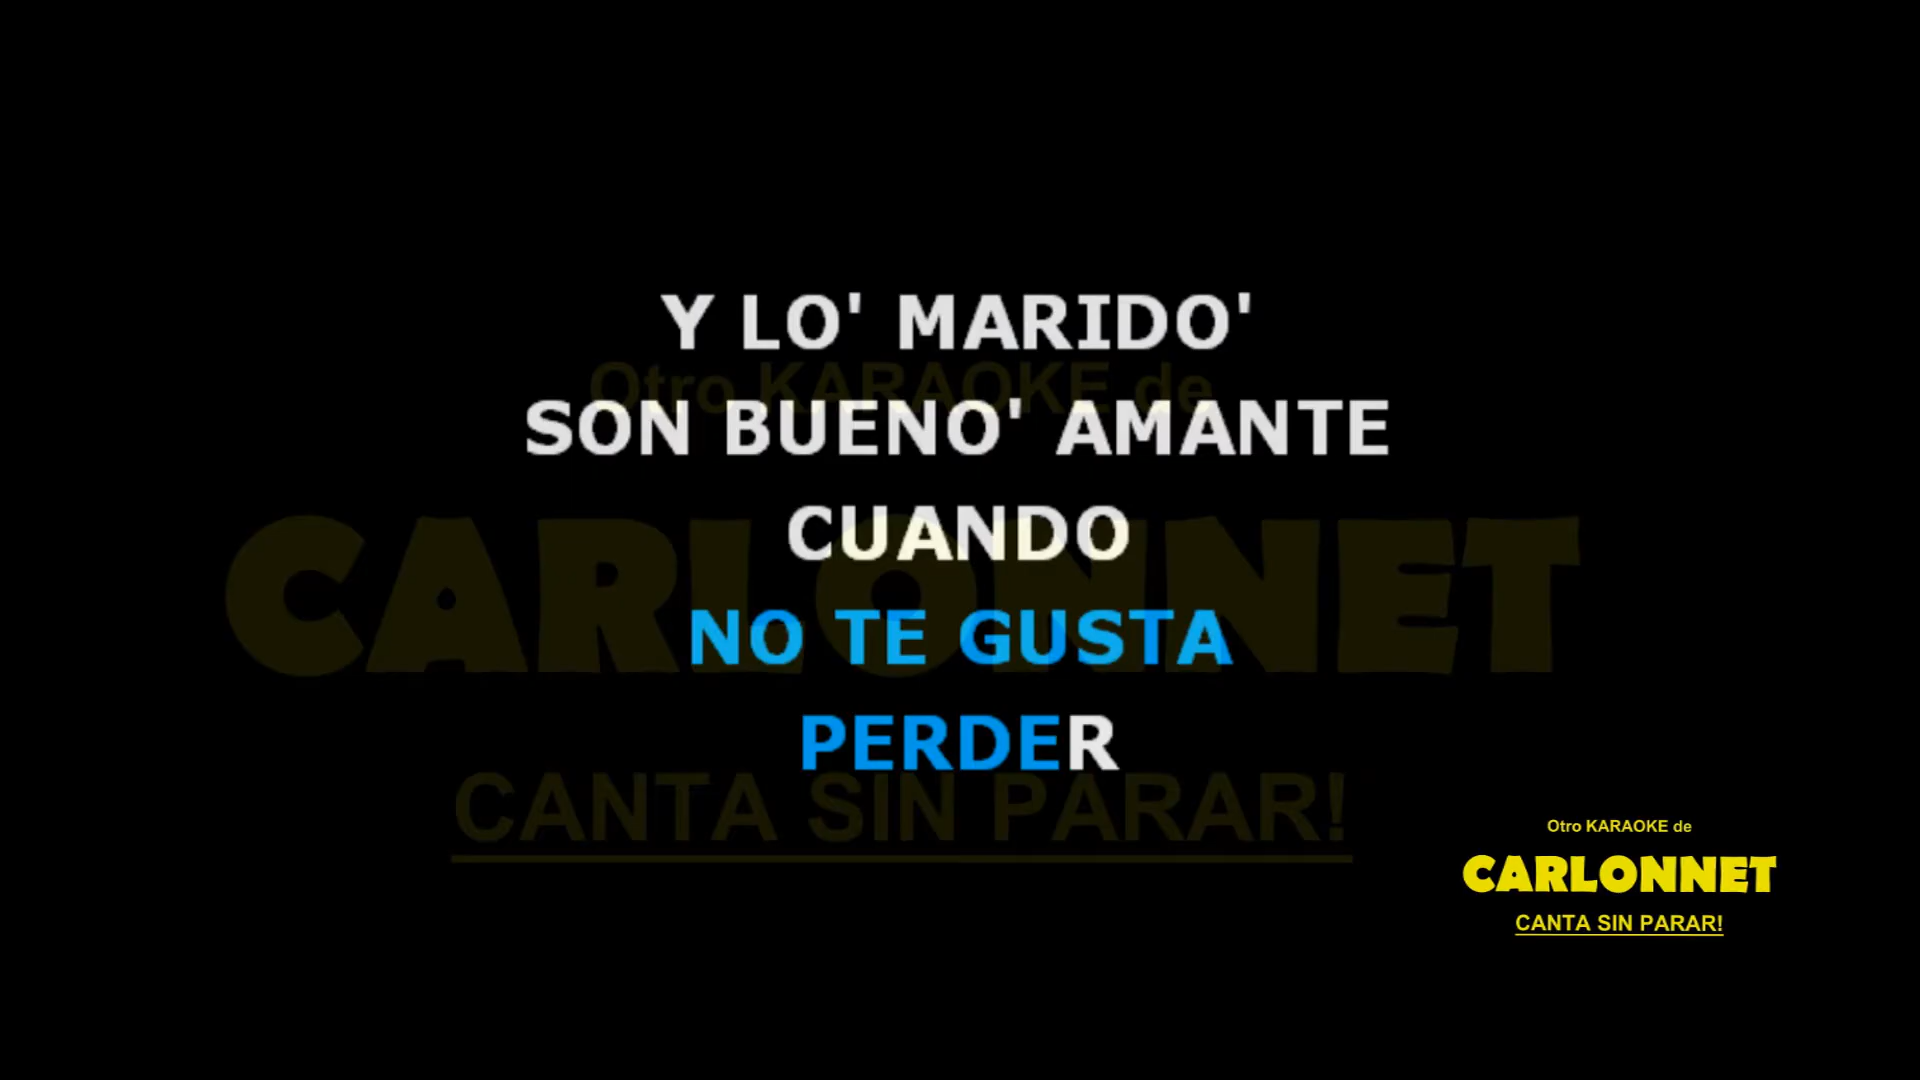 Y LO' MARIDO'
Otro KARAOKE de
SON BUENO' AMANTE
CUANDO
CARLONNET
NO TE GUSTA
PERDER
CANTA SIN PARAR!
Otro KARAOKE de
CARLONNET
CANTA SIN PARAR!